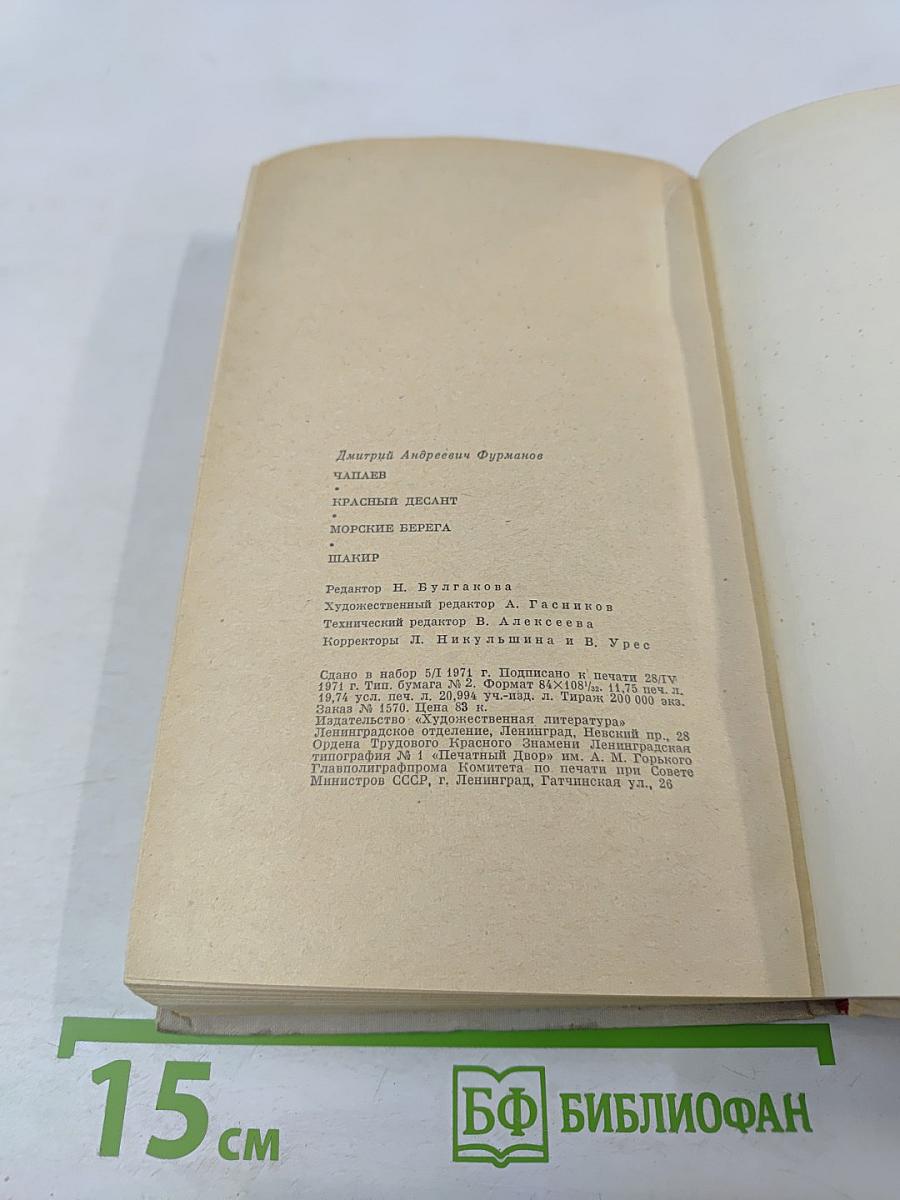 Дмитрий Андреевич Фурманов
ЧАПАЕВ
•
КРАСНЫЙ ДЕСАНТ
•
МОРСКИЕ БЕРЕГА
•
ШАКИР
Редактор Н. Булгакова
Художественный редактор А. Гасников
Технический редактор В. Алексеева
Корректоры Л. Никульшина и В. Урес
Сдано в набор 5/I 1971 г. Подписано к печати 28/IV
1971 г. Тип. бумага № 2. Формат 84×108¹/₃₂. 11,75 печ. л.
19,74 усл. печ. л. 20,994 уч.-изд. л. Тираж 200 000 экз.
Заказ № 1570. Цена 83 к.
Издательство «Художественная литература»
Ленинградское отделение, Ленинград, Невский пр., 28
Ордена Трудового Красного Знамени Ленинградская
типография № 1 «Печатный Двор» им. А. М. Горького
Главполиграфпрома Комитета по печати при Совете
Министров СССР, г. Ленинград, Гатчинская ул., 26
15 см
БФ БИБЛИОФАН